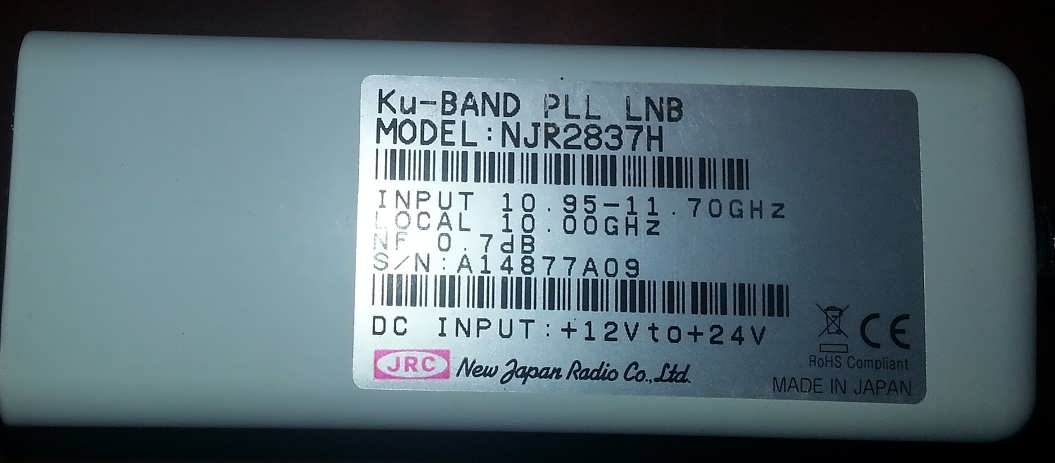 Ku-BAND PLL LNB
MODEL:NJR2837H
INPUT 10.95-11.70GHz
LOCAL 10.00GHz
NF 0.7dB
S/N:A14877A09
DC INPUT:+12Vto+24V
CE
RoHS Compliant
JRC New Japan Radio Co.,Ltd.
MADE IN JAPAN